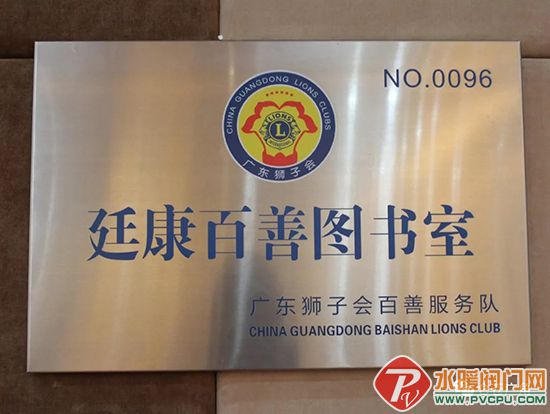 CHINA GUANGDONG LIONS CLUBS
NO.0096
LIONS
L
广东狮子会
廷康百善图书室
广东狮子会百善服务队
CHINA GUANGDONG BAISHAN LIONS CLUB
PV
水暖阀门网
www.PVCPU.com